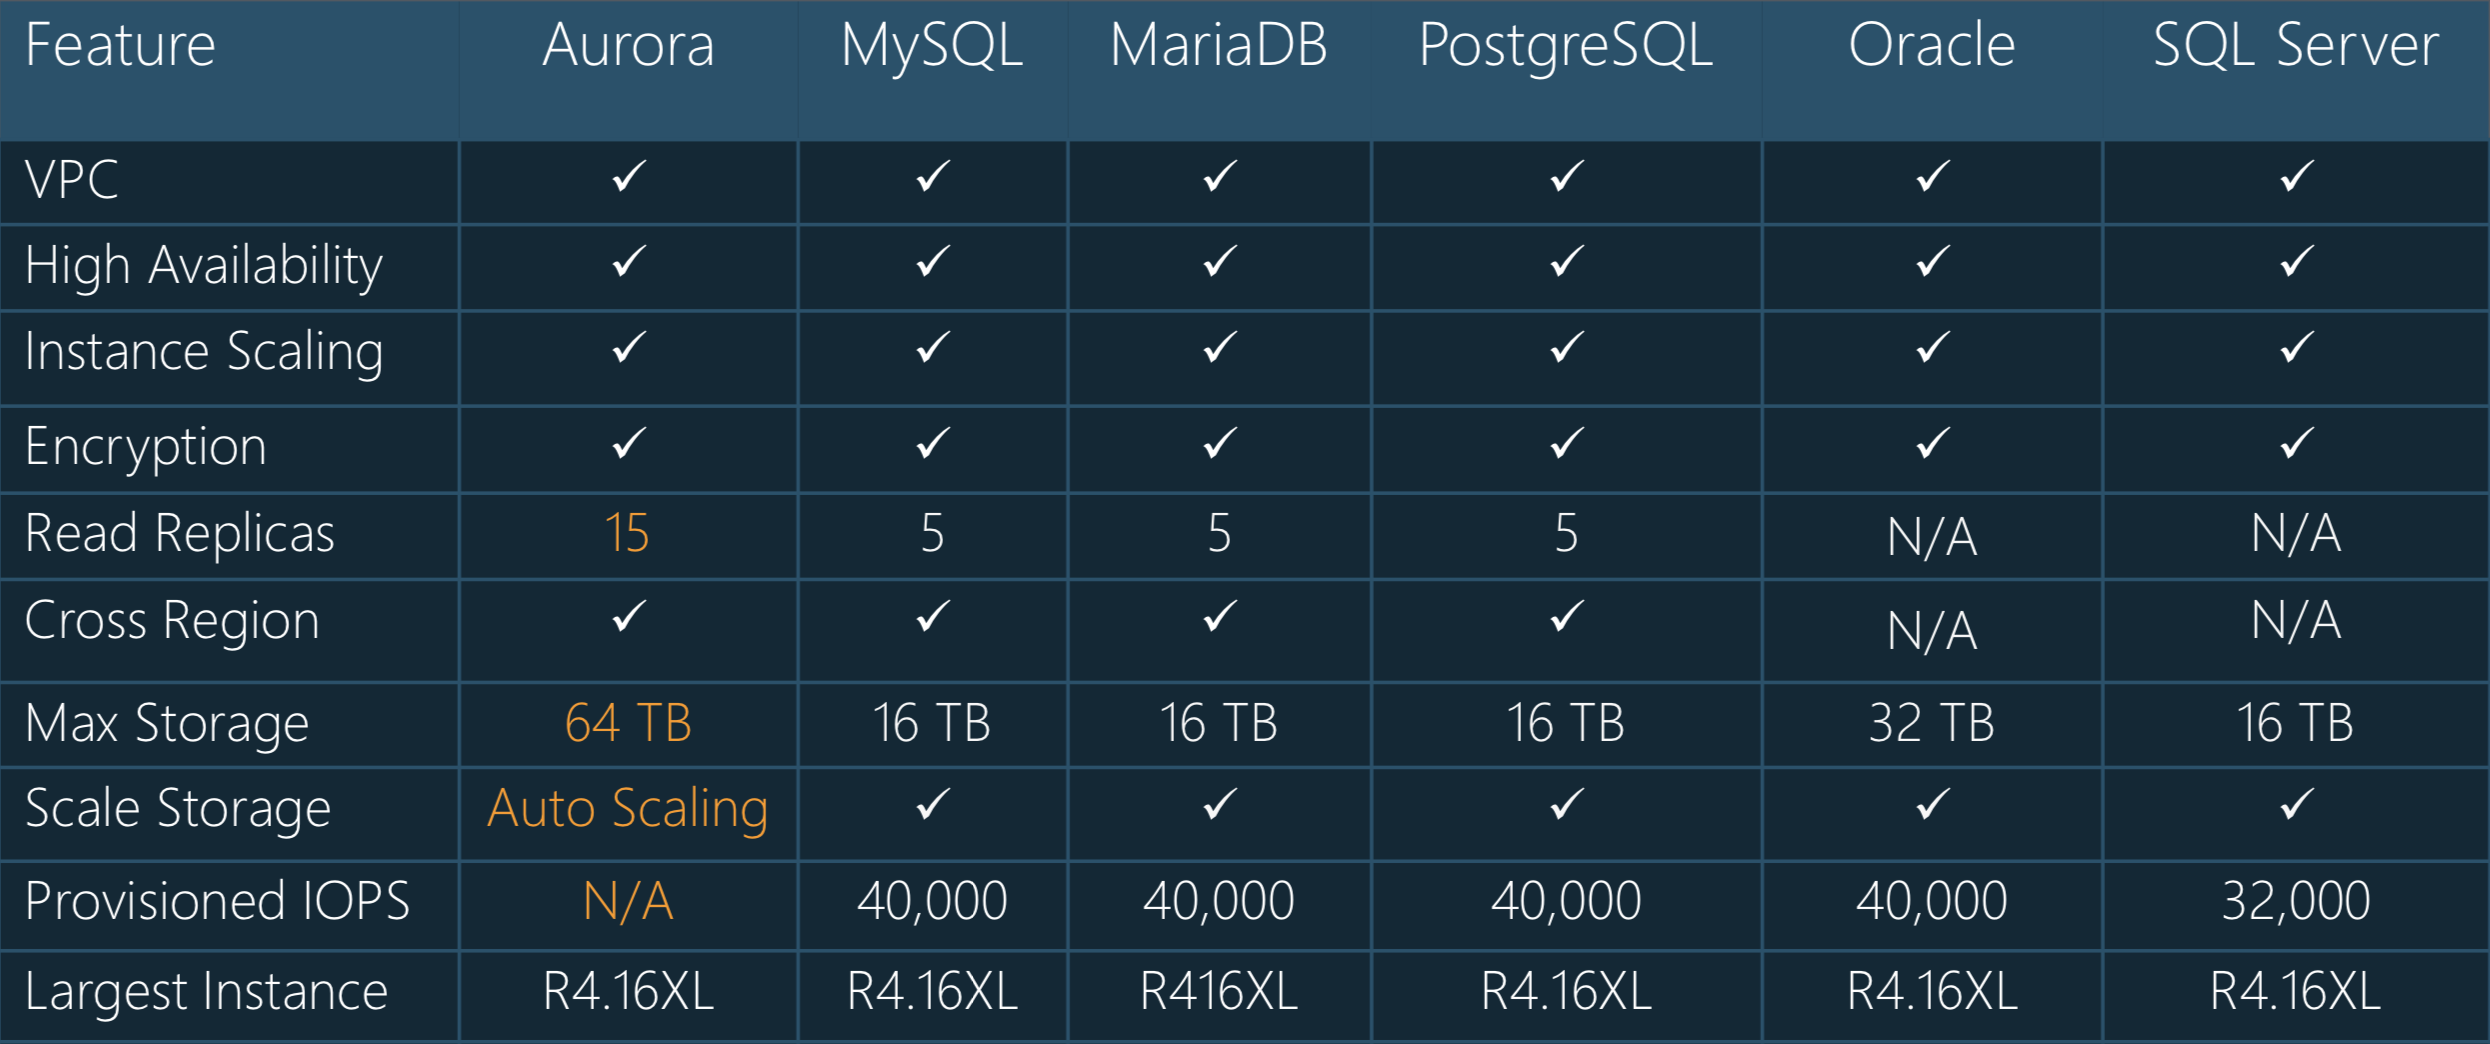 Feature Aurora MySQL MariaDB PostgreSQL Oracle SQL Server
VPC ✓ ✓ ✓ ✓ ✓ ✓
High Availability ✓ ✓ ✓ ✓ ✓ ✓
Instance Scaling ✓ ✓ ✓ ✓ ✓ ✓
Encryption ✓ ✓ ✓ ✓ ✓ ✓
Read Replicas 15 5 5 5 N/A N/A
Cross Region ✓ ✓ ✓ ✓ N/A N/A
Max Storage 64 TB 16 TB 16 TB 16 TB 32 TB 16 TB
Scale Storage Auto Scaling ✓ ✓ ✓ ✓ ✓
Provisioned IOPS N/A 40,000 40,000 40,000 40,000 32,000
Largest Instance R4.16XL R4.16XL R416XL R4.16XL R4.16XL R4.16XL